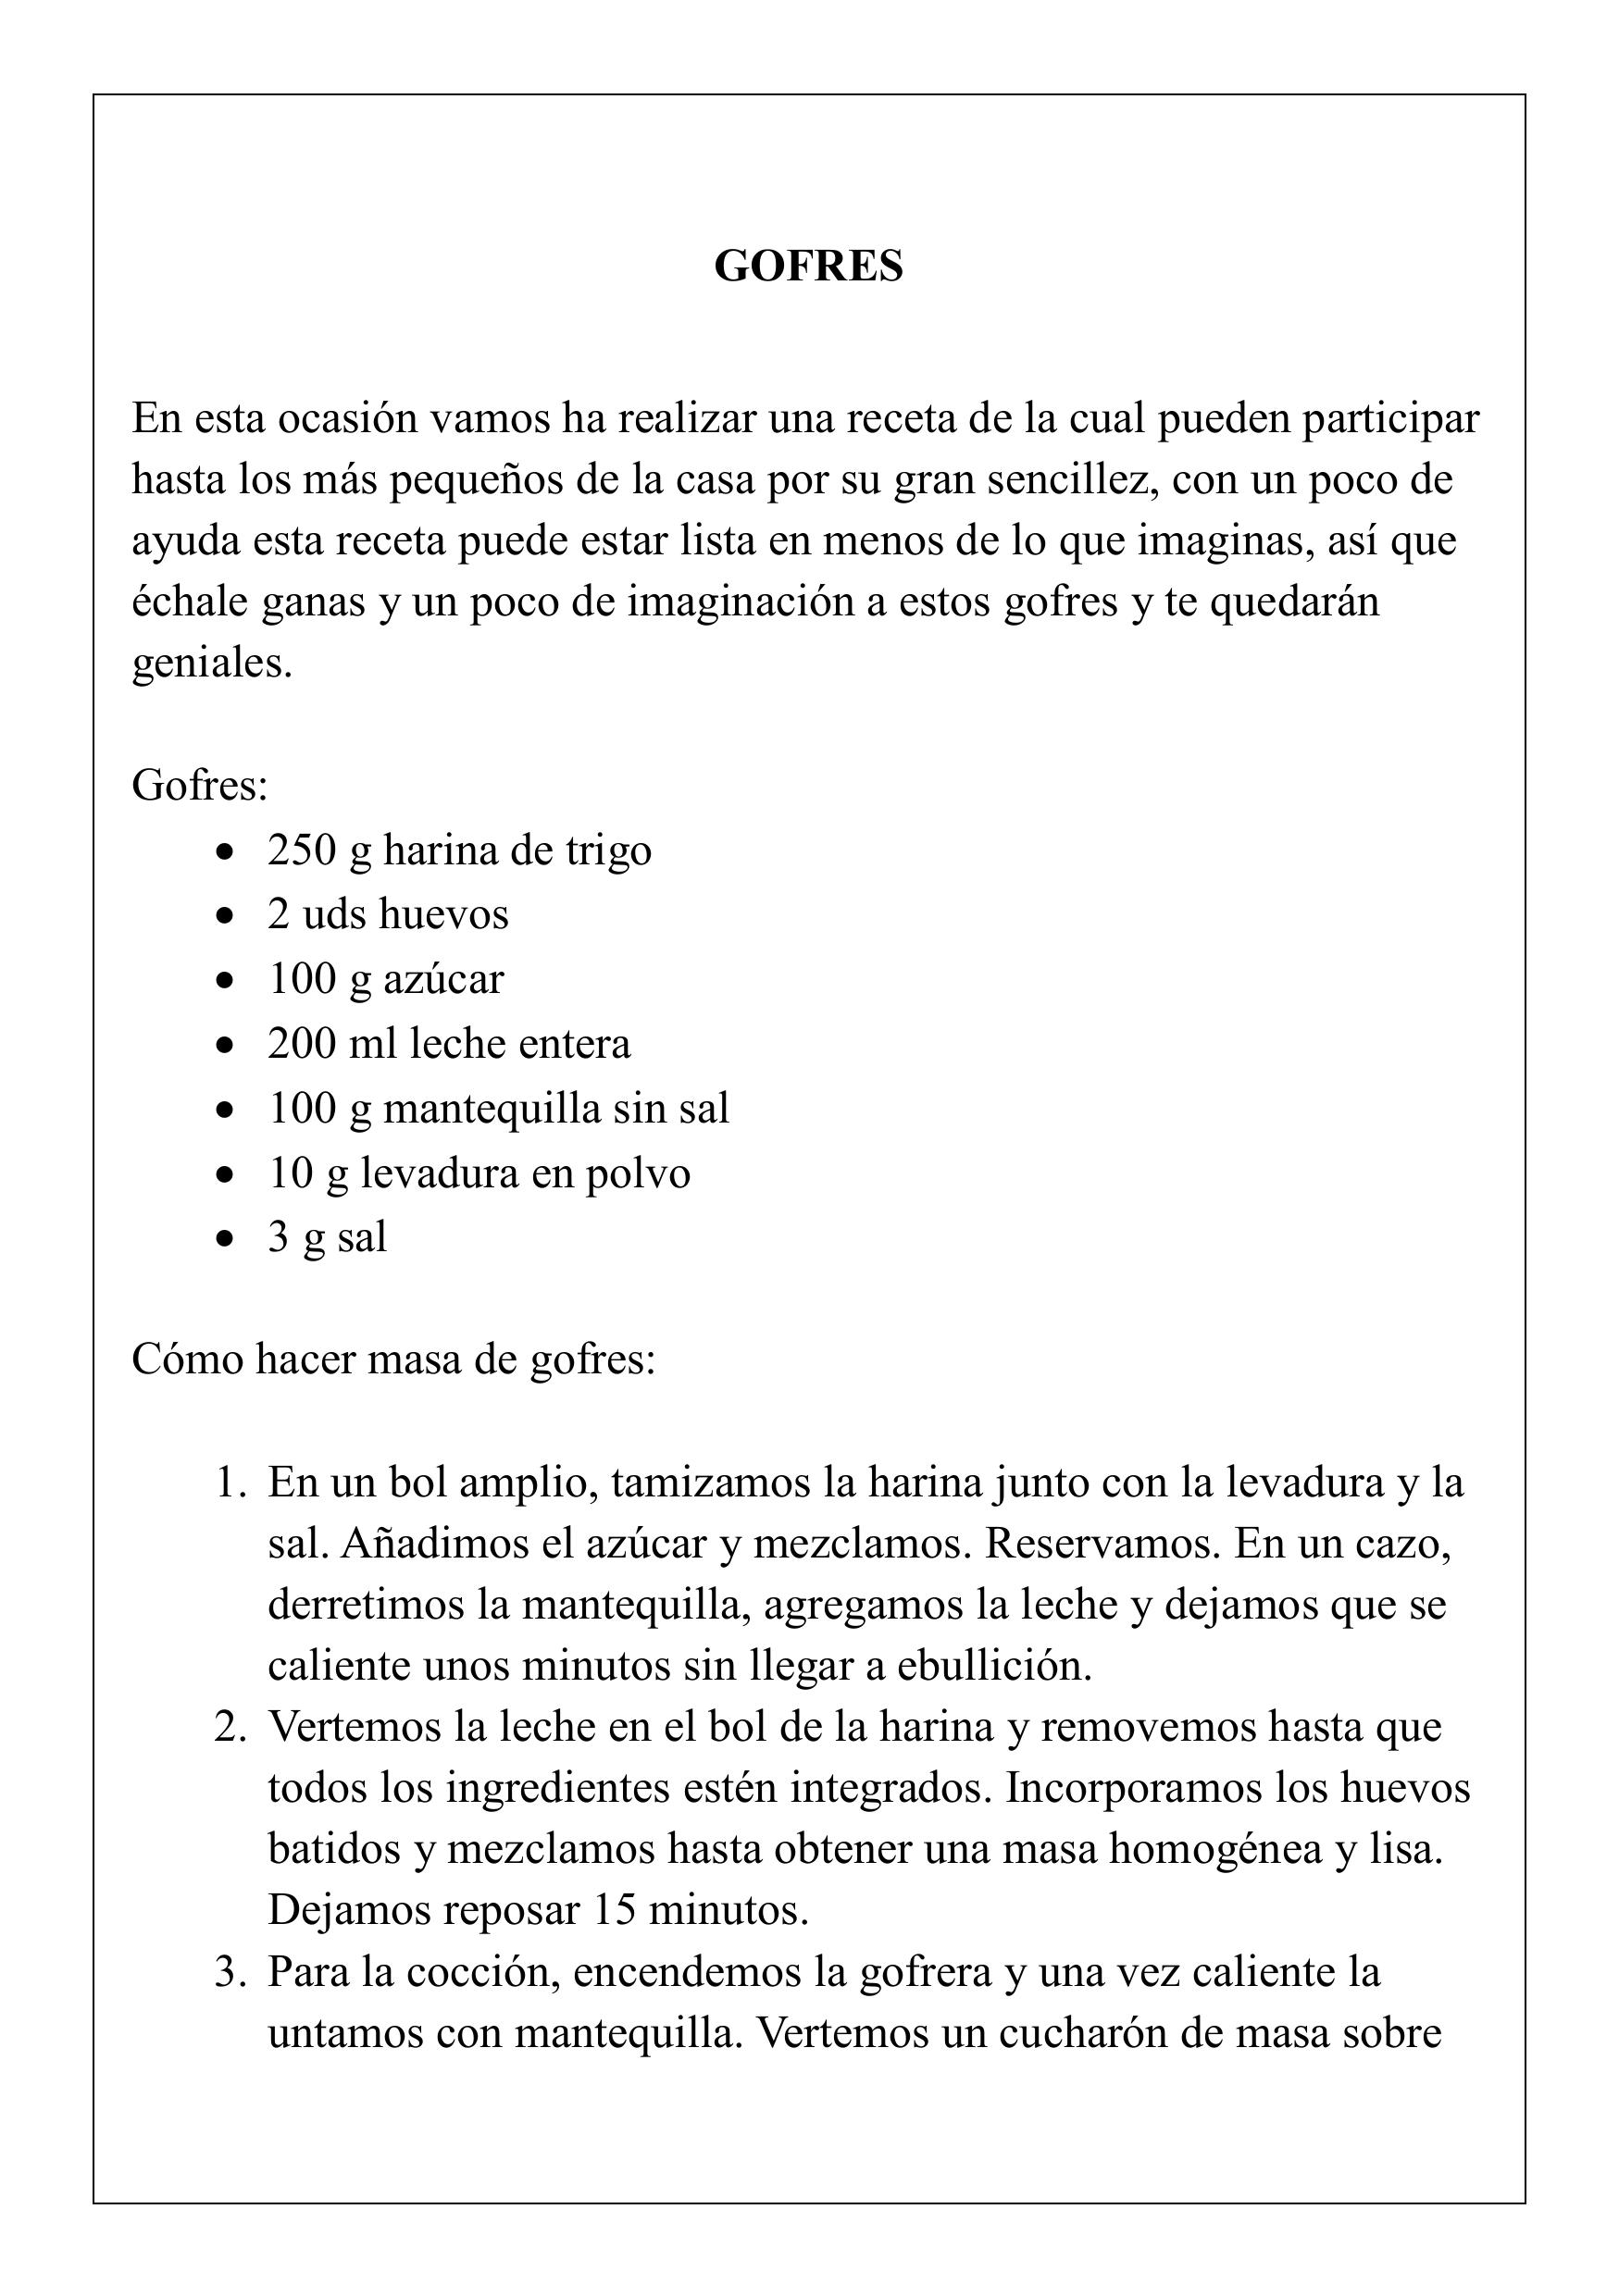 GOFRES
En esta ocasión vamos ha realizar una receta de la cual pueden participar
hasta los más pequeños de la casa por su gran sencillez, con un poco de
ayuda esta receta puede estar lista en menos de lo que imaginas, así que
échale ganas y un poco de imaginación a estos gofres y te quedarán
geniales.
Gofres:
• 250 g harina de trigo
• 2 uds huevos
• 100 g azúcar
• 200 ml leche entera
• 100 g mantequilla sin sal
• 10 g levadura en polvo
• 3 g sal
Cómo hacer masa de gofres:
1. En un bol amplio, tamizamos la harina junto con la levadura y la
sal. Añadimos el azúcar y mezclamos. Reservamos. En un cazo,
derretimos la mantequilla, agregamos la leche y dejamos que se
caliente unos minutos sin llegar a ebullición.
2. Vertemos la leche en el bol de la harina y removemos hasta que
todos los ingredientes estén integrados. Incorporamos los huevos
batidos y mezclamos hasta obtener una masa homogénea y lisa.
Dejamos reposar 15 minutos.
3. Para la cocción, encendemos la gofrera y una vez caliente la
untamos con mantequilla. Vertemos un cucharón de masa sobre